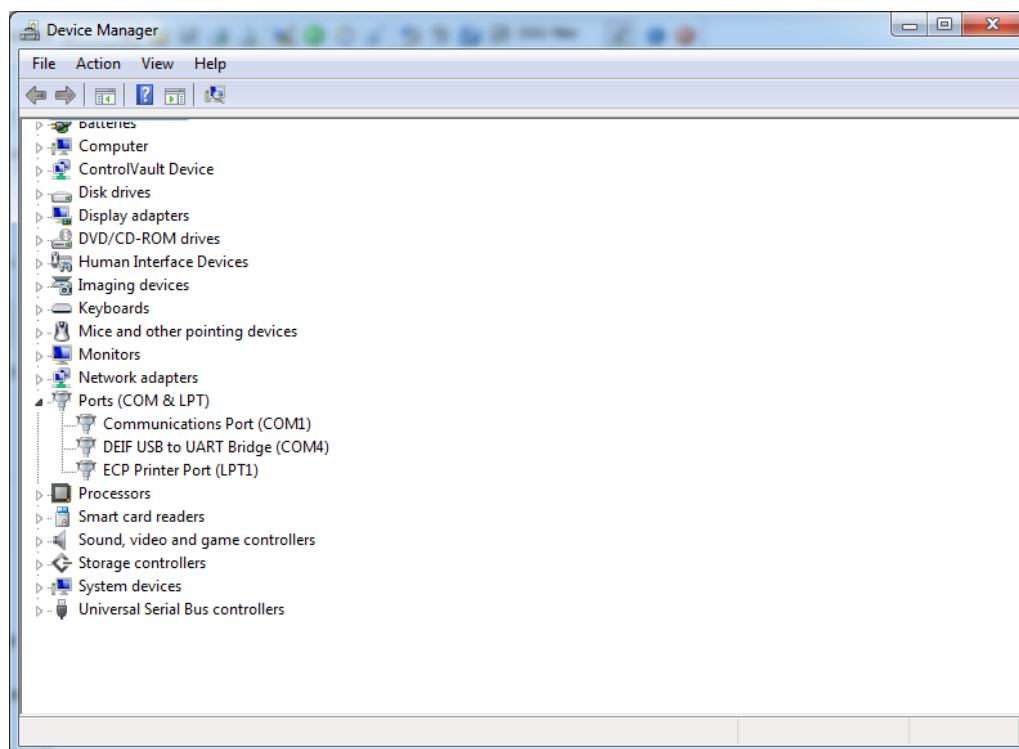 Device Manager
File Action View Help
Batteries
Computer
ControlVault Device
Disk drives
Display adapters
DVD/CD-ROM drives
Human Interface Devices
Imaging devices
Keyboards
Mice and other pointing devices
Monitors
Network adapters
Ports (COM & LPT)
Communications Port (COM1)
DEIF USB to UART Bridge (COM4)
ECP Printer Port (LPT1)
Processors
Smart card readers
Sound, video and game controllers
Storage controllers
System devices
Universal Serial Bus controllers